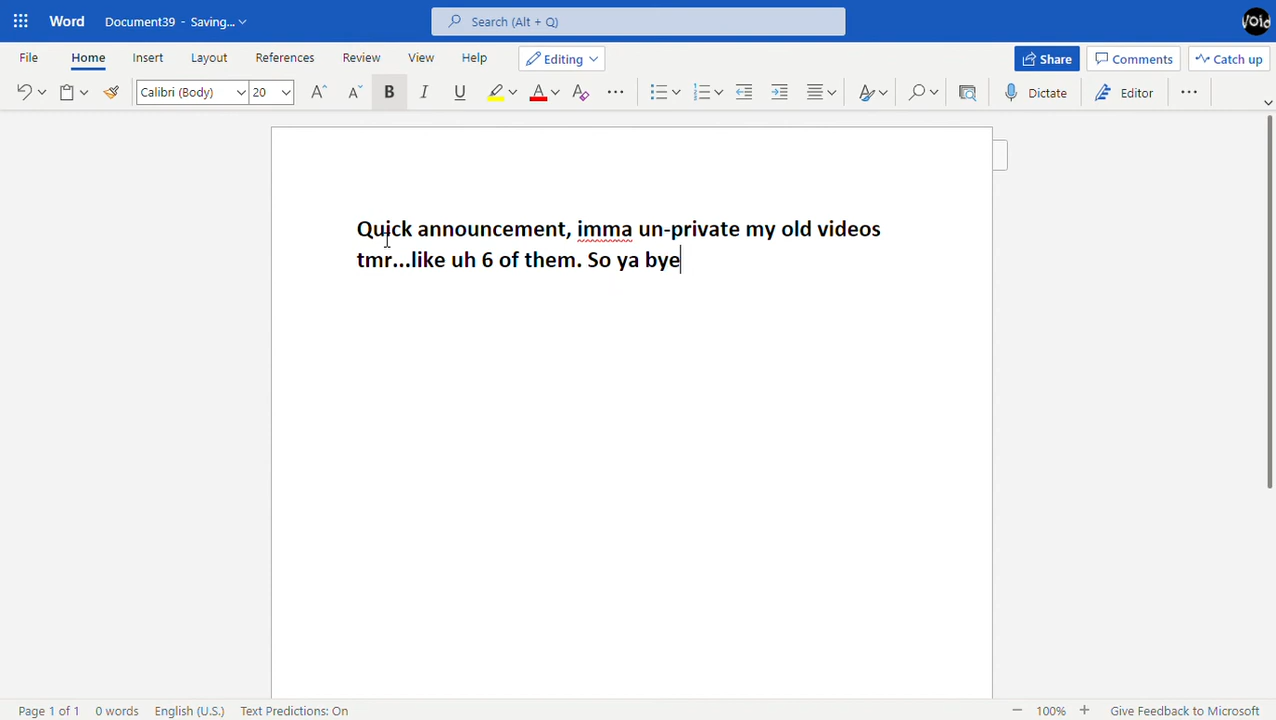 Word Document39 - Saving... Search (Alt + Q) VOID
File Home Insert Layout References Review View Help Editing Share Comments Catch up
Calibri (Body) 20 A A B I U A A Dictate Editor
Quick announcement, imma un-private my old videos
tmr...like uh 6 of them. So ya bye
Page 1 of 1 0 words English (U.S.) Text Predictions: On 100% Give Feedback to Microsoft